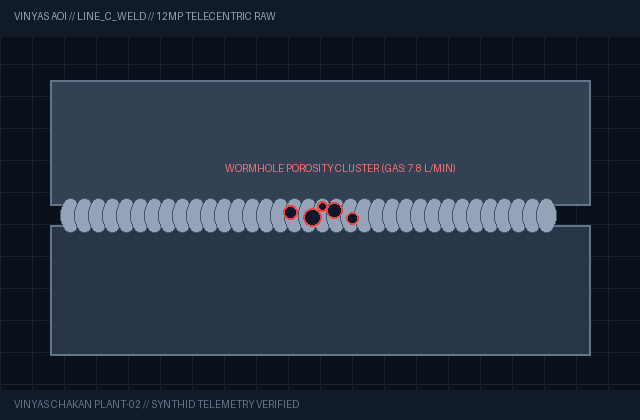 VINYAS AOI // LINE_C_WELD // 12MP TELECENTRIC RAW
WORMHOLE POROSITY CLUSTER (GAS: 7.8 L/MIN)
VINYAS CHAKAN PLANT-02 // SYNTHID TELEMETRY VERIFIED